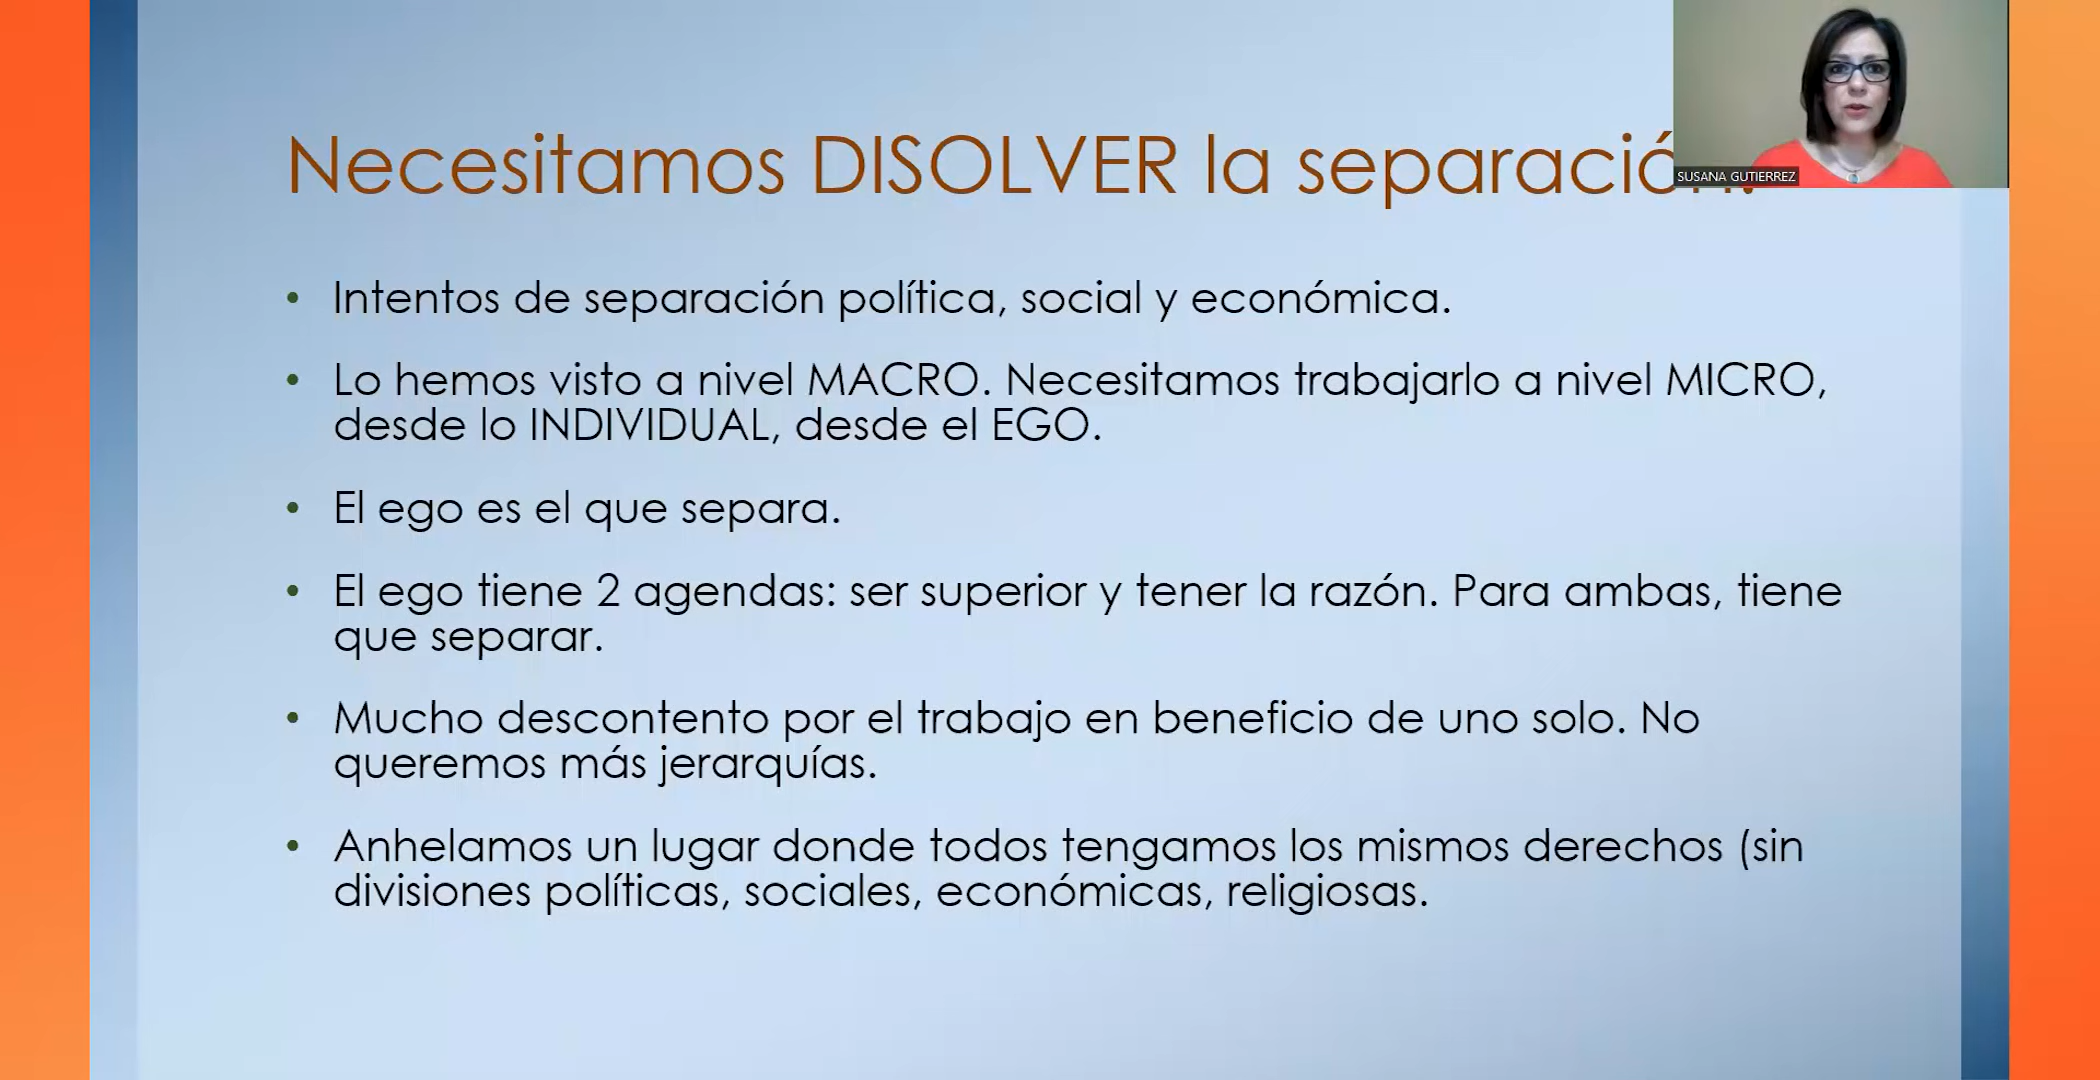 Necesitamos DISOLVER la separación.
SUSANA GUTIERREZ
• Intentos de separación política, social y económica.
• Lo hemos visto a nivel MACRO. Necesitamos trabajarlo a nivel MICRO,
desde lo INDIVIDUAL, desde el EGO.
• El ego es el que separa.
• El ego tiene 2 agendas: ser superior y tener la razón. Para ambas, tiene
que separar.
• Mucho descontento por el trabajo en beneficio de uno solo. No
queremos más jerarquías.
• Anhelamos un lugar donde todos tengamos los mismos derechos (sin
divisiones políticas, sociales, económicas, religiosas.